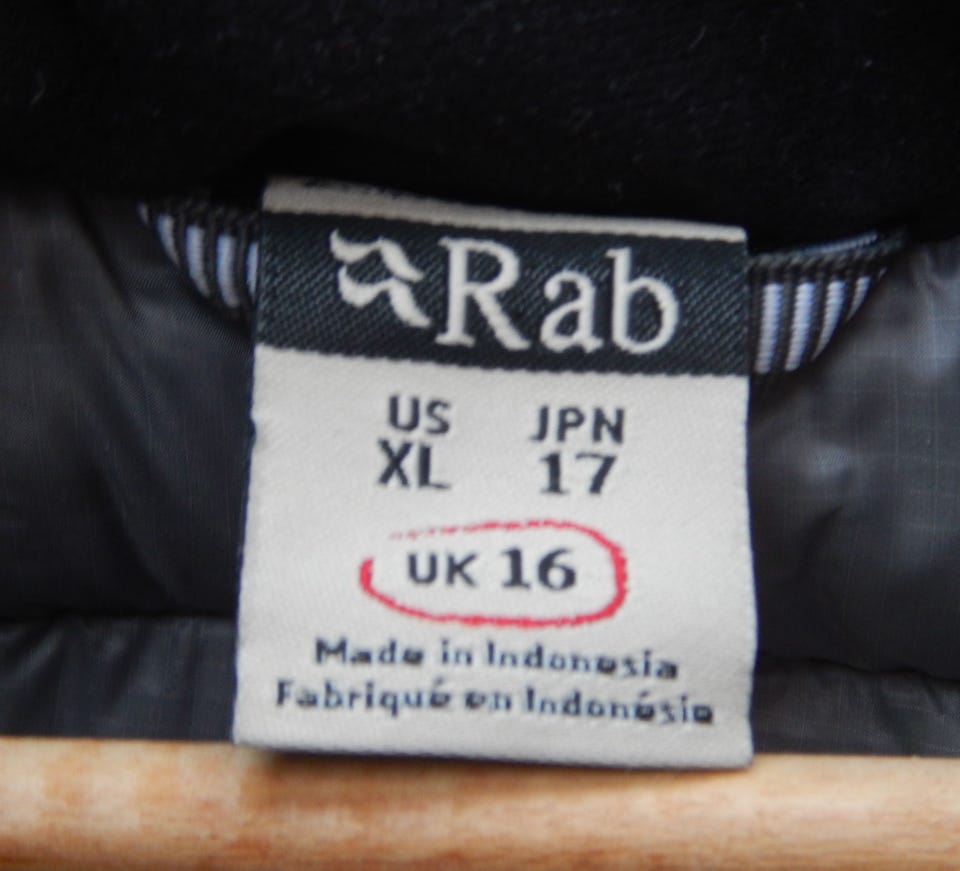 Rab
US JPN
XL 17
UK 16
Made in Indonesia
Fabriqué en Indonésie